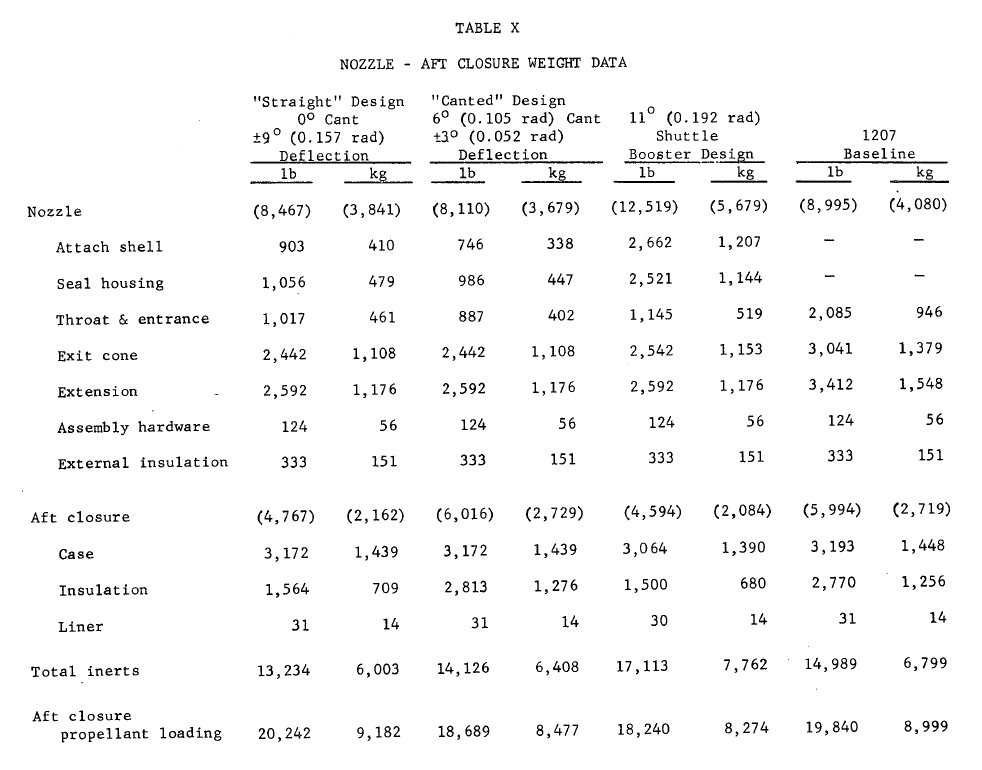 TABLE X
NOZZLE - AFT CLOSURE WEIGHT DATA
"Straight" Design "Canted" Design
0° Cant 6° (0.105 rad) Cant 11° (0.192 rad)
±9° (0.157 rad) ±3° (0.052 rad) Shuttle 1207
Deflection Deflection Booster Design Baseline
lb kg lb kg lb kg lb kg
Nozzle (8,467) (3,841) (8,110) (3,679) (12,519) (5,679) (8,995) (4,080)
Attach shell 903 410 746 338 2,662 1,207 — —
Seal housing 1,056 479 986 447 2,521 1,144 — —
Throat & entrance 1,017 461 887 402 1,145 519 2,085 946
Exit cone 2,442 1,108 2,442 1,108 2,542 1,153 3,041 1,379
Extension 2,592 1,176 2,592 1,176 2,592 1,176 3,412 1,548
Assembly hardware 124 56 124 56 124 56 124 56
External insulation 333 151 333 151 333 151 333 151
Aft closure (4,767) (2,162) (6,016) (2,729) (4,594) (2,084) (5,994) (2,719)
Case 3,172 1,439 3,172 1,439 3,064 1,390 3,193 1,448
Insulation 1,564 709 2,813 1,276 1,500 680 2,770 1,256
Liner 31 14 31 14 30 14 31 14
Total inerts 13,234 6,003 14,126 6,408 17,113 7,762 14,989 6,799
Aft closure
propellant loading 20,242 9,182 18,689 8,477 18,240 8,274 19,840 8,999